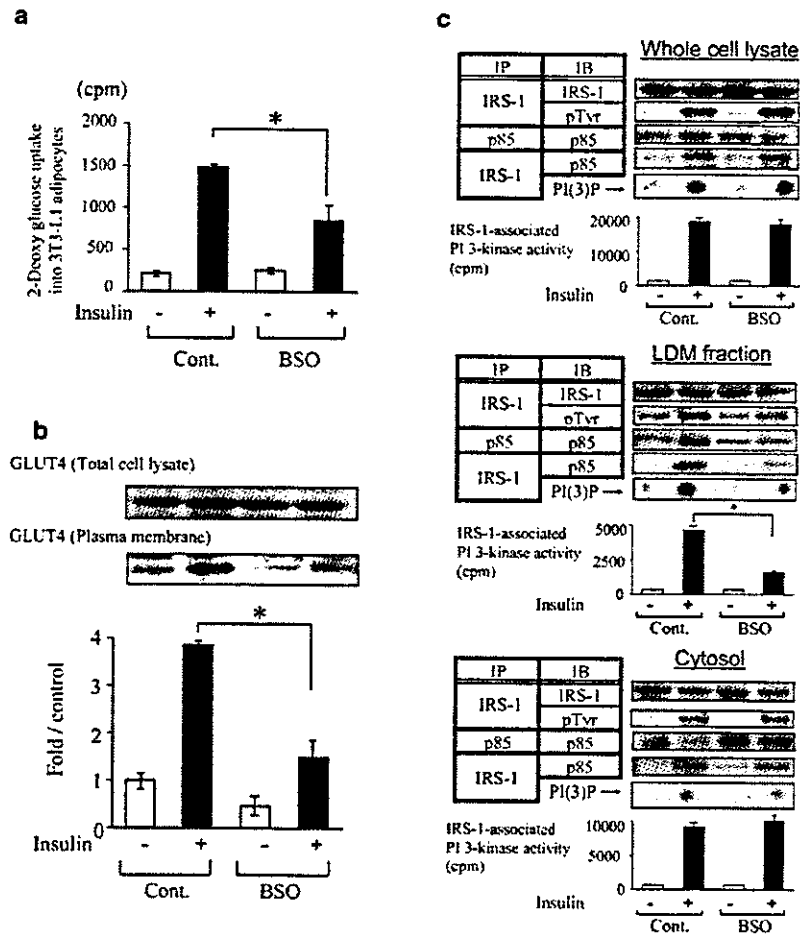 a
(cpm)
2000
1500
1000
500
0
2-Deoxy glucose uptake
into 3T3-L1 adipocytes
*
Insulin - + - +
Cont. BSO
b
GLUT4 (Total cell lysate)
GLUT4 (Plasma membrane)
4
3
2
1
0
Fold / control
*
Insulin - + - +
Cont. BSO
c
Whole cell lysate
IP IB
IRS-1 IRS-1
pTyr
p85 p85
IRS-1 p85
PI(3)P →
IRS-1-associated
PI 3-kinase activity
(cpm)
20000
10000
0
Insulin - + - +
Cont. BSO
LDM fraction
IP IB
IRS-1 IRS-1
pTyr
p85 p85
IRS-1 p85
PI(3)P →
IRS-1-associated
PI 3-kinase activity
(cpm)
5000
2500
0
*
Insulin - + - +
Cont. BSO
Cytosol
IP IB
IRS-1 IRS-1
pTyr
p85 p85
IRS-1 p85
PI(3)P →
IRS-1-associated
PI 3-kinase activity
(cpm)
10000
5000
0
Insulin - + - +
Cont. BSO